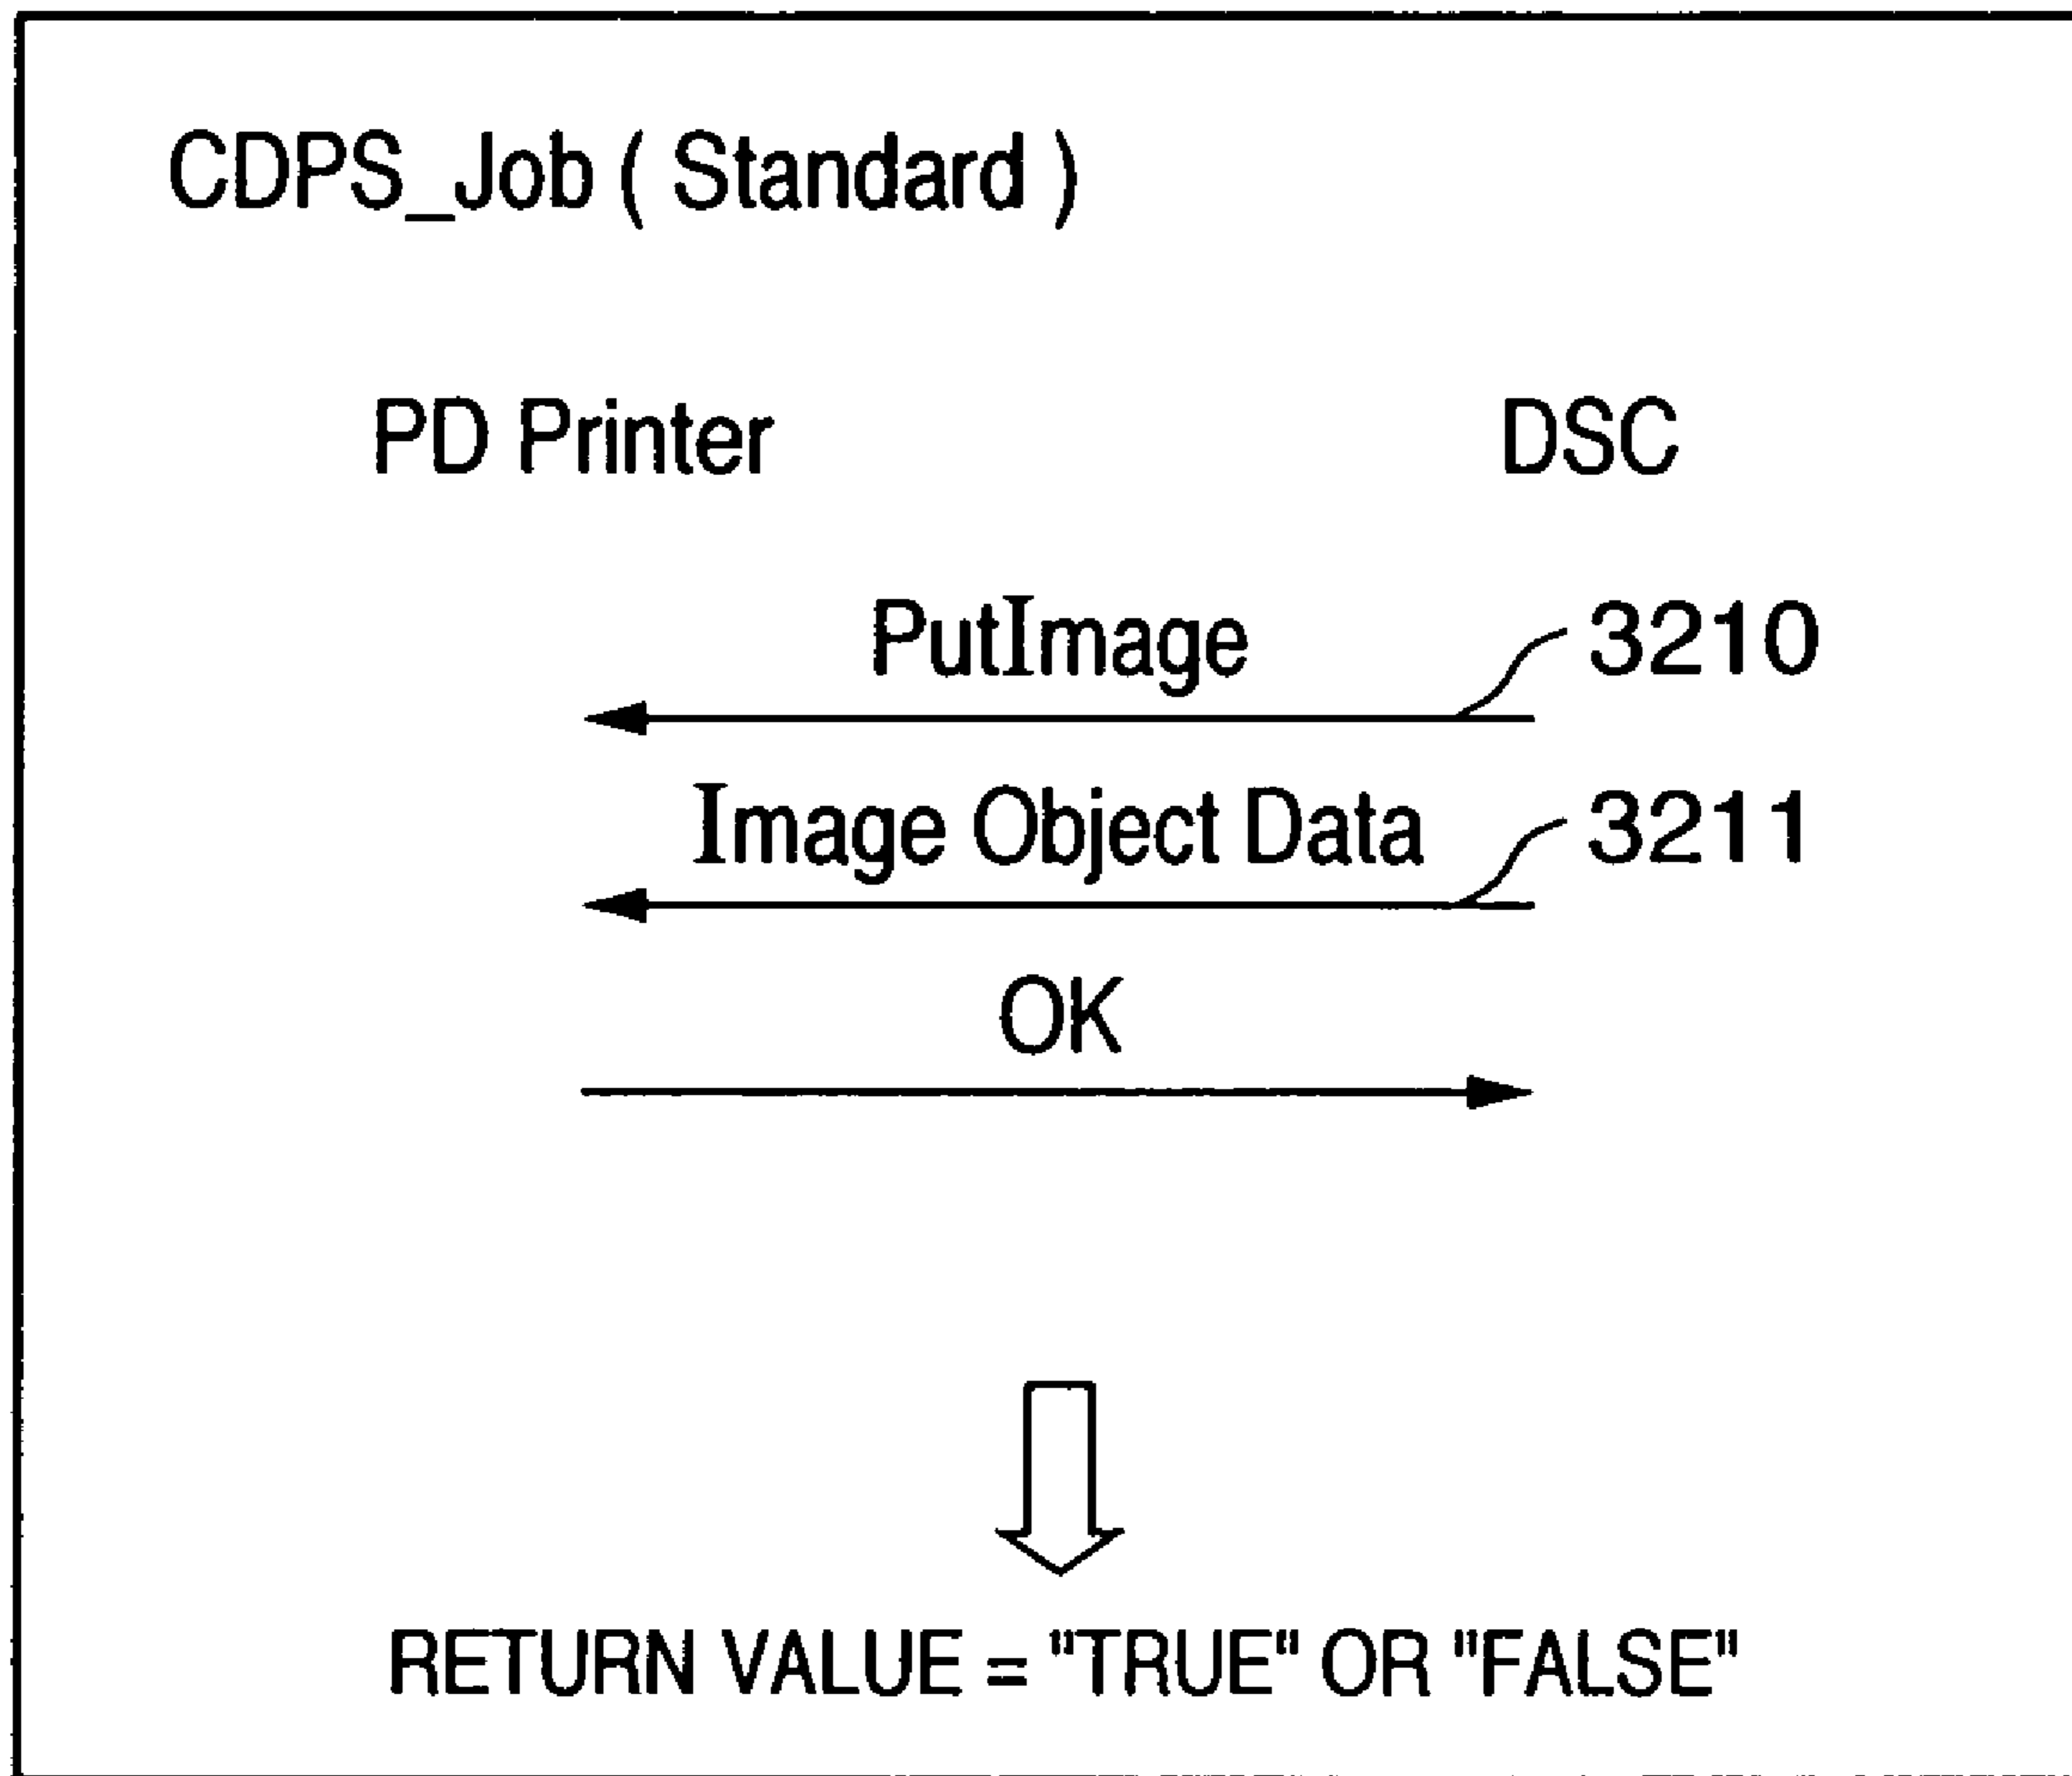 CDPS_Job ( Standard )
PD Printer DSC
PutImage 3210
Image Object Data 3211
OK
RETURN VALUE = "TRUE" OR "FALSE"